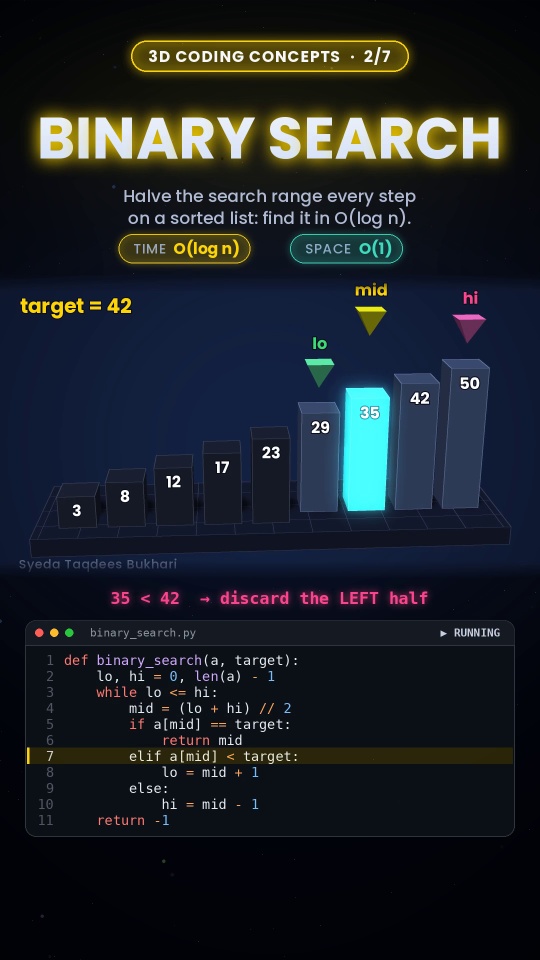 3D CODING CONCEPTS · 2/7
BINARY SEARCH
Halve the search range every step
on a sorted list: find it in O(log n).
TIME O(log n) SPACE O(1)
target = 42
mid
hi
lo
3 8 12 17 23 29 35 42 50
Syeda Taqdees Bukhari
35 < 42 → discard the LEFT half
binary_search.py ▶ RUNNING
1 def binary_search(a, target):
2     lo, hi = 0, len(a) - 1
3     while lo <= hi:
4         mid = (lo + hi) // 2
5         if a[mid] == target:
6             return mid
7         elif a[mid] < target:
8             lo = mid + 1
9         else:
10             hi = mid - 1
11     return -1